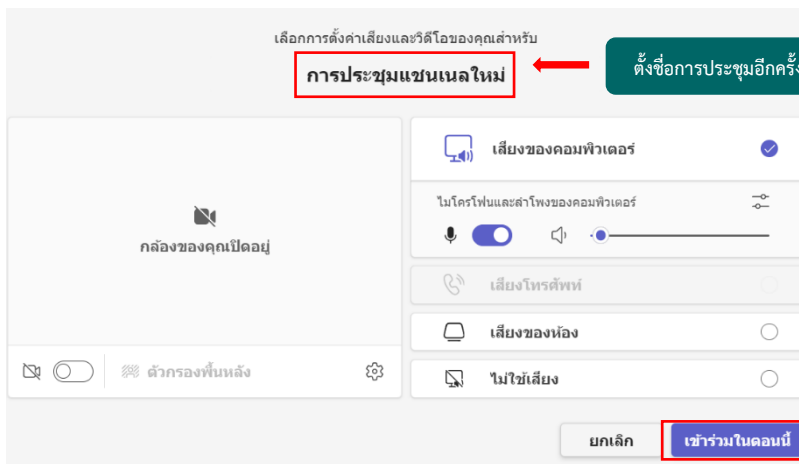 เลือกการตั้งค่าเสียงและวิดีโอของคุณสำหรับ
การประชุมแชนเนลใหม่
ตั้งชื่อการประชุมอีกครั้ง
เสียงของคอมพิวเตอร์
ไมโครโฟนและลำโพงของคอมพิวเตอร์
กล้องของคุณปิดอยู่
เสียงโทรศัพท์
เสียงของห้อง
ตัวกรองพื้นหลัง
ไม่ใช้เสียง
ยกเลิก
เข้าร่วมในตอนนี้